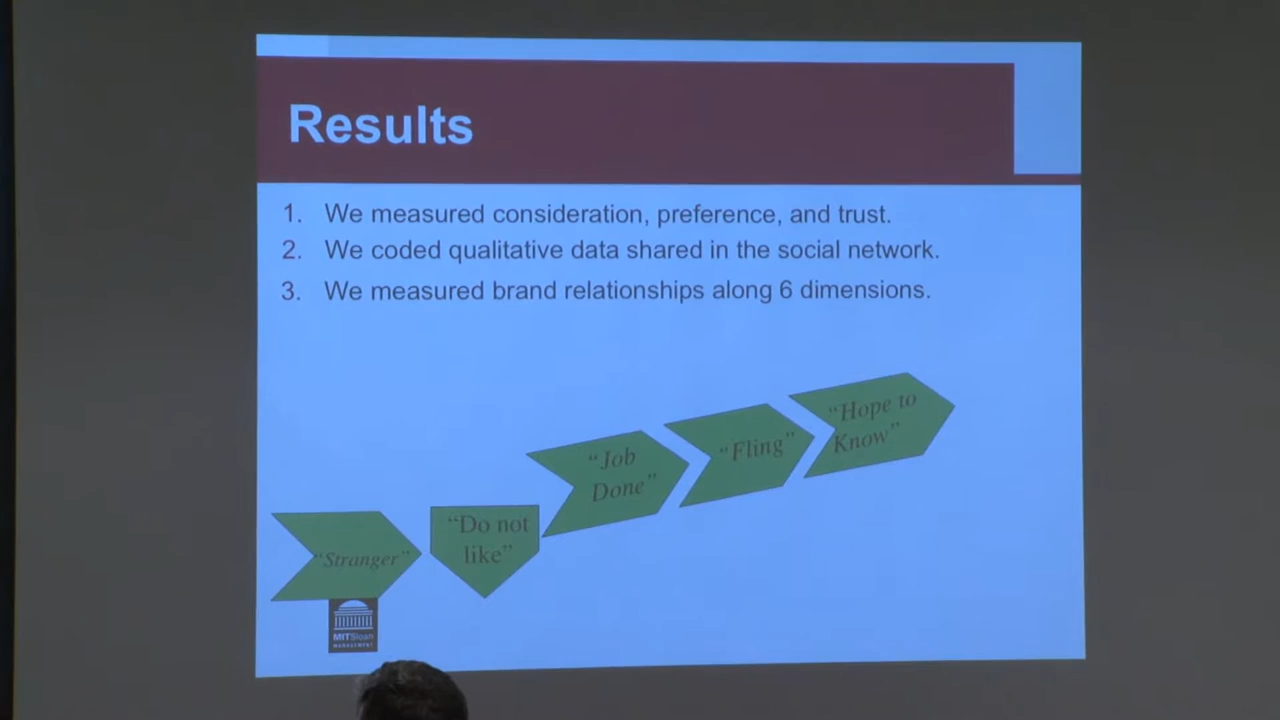 Results
1. We measured consideration, preference, and trust.
2. We coded qualitative data shared in the social network.
3. We measured brand relationships along 6 dimensions.
"Stranger"
"Do not
like"
"Job
Done"
"Fling"
"Hope to
Know"
MITSloan
MANAGEMENT